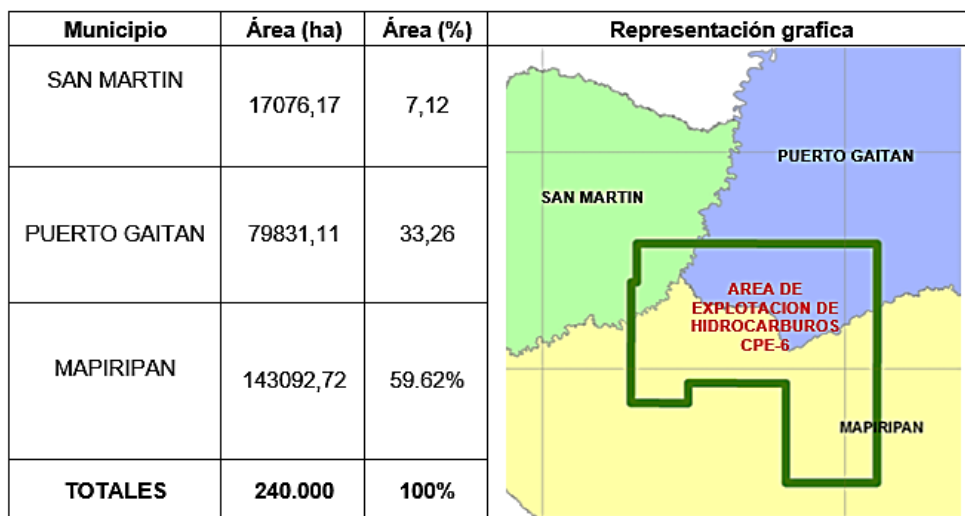 Municipio Área (ha) Área (%) Representación grafica
SAN MARTIN 17076,17 7,12
PUERTO GAITAN 79831,11 33,26
MAPIRIPAN 143092,72 59.62%
TOTALES 240.000 100%
PUERTO GAITAN
SAN MARTIN
AREA DE
EXPLOTACION DE
HIDROCARBUROS
CPE-6
MAPIRIPAN